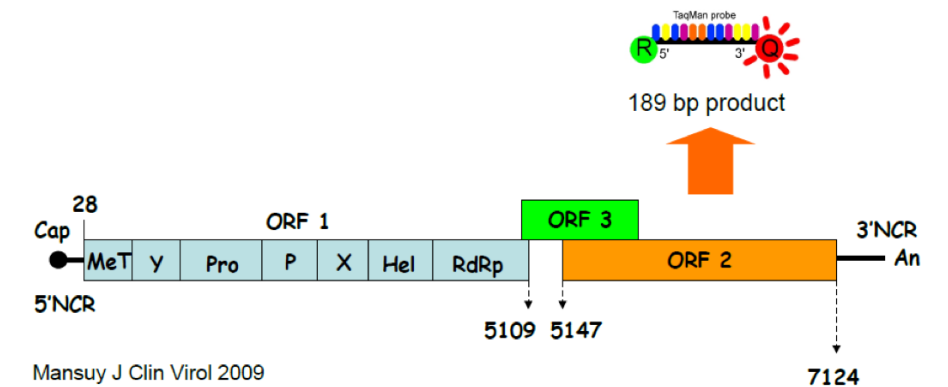 TaqMan probe
R 5' 3' Q
189 bp product
28
Cap ORF 1 ORF 3 3'NCR
MeT Y Pro P X Hel RdRp ORF 2 An
5'NCR
5109 5147
Mansuy J Clin Virol 2009
7124